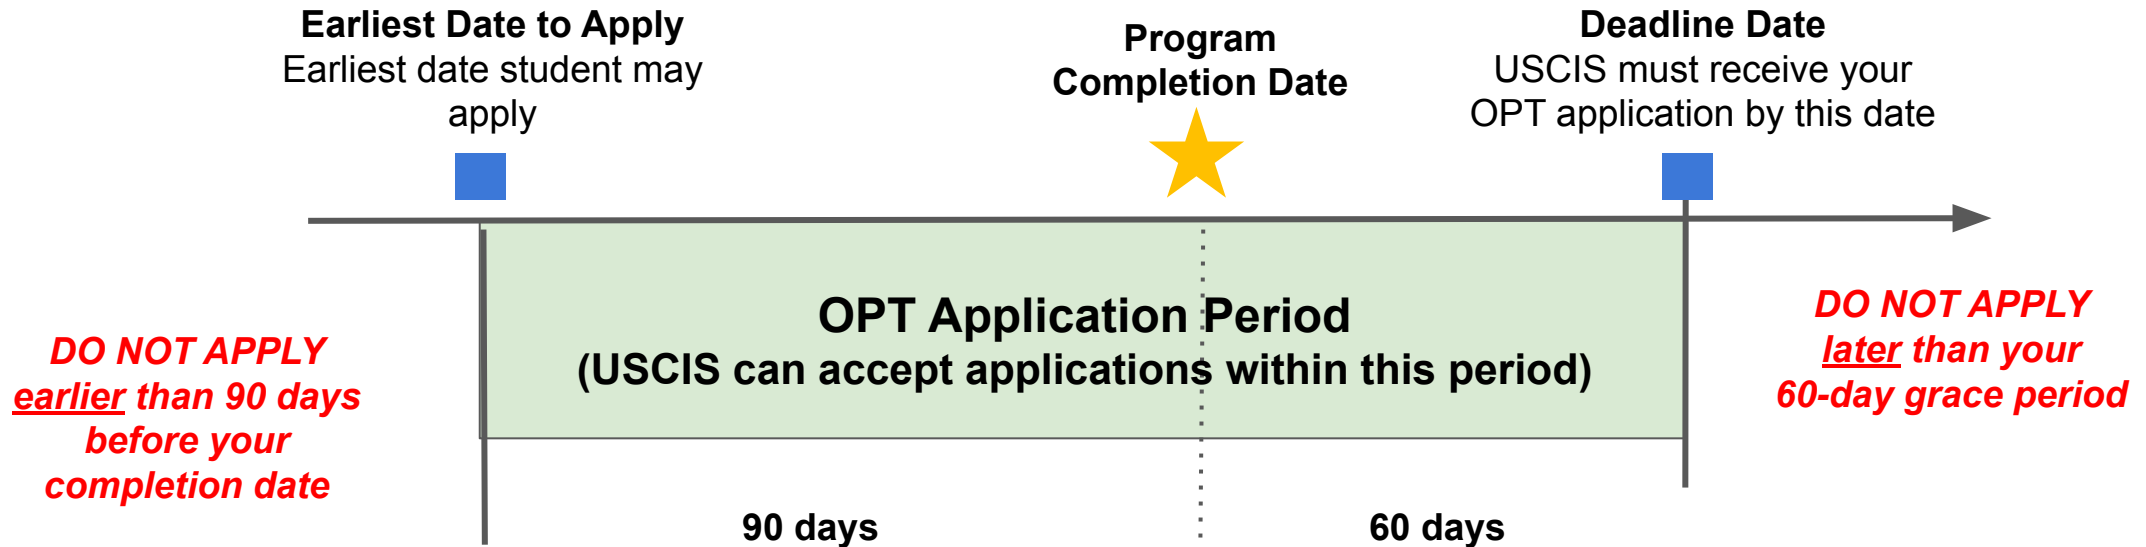 Earliest Date to Apply
Earliest date student may
apply
Program
Completion Date
Deadline Date
USCIS must receive your
OPT application by this date
DO NOT APPLY
earlier than 90 days
before your
completion date
OPT Application Period
(USCIS can accept applications within this period)
DO NOT APPLY
later than your
60-day grace period
90 days
60 days